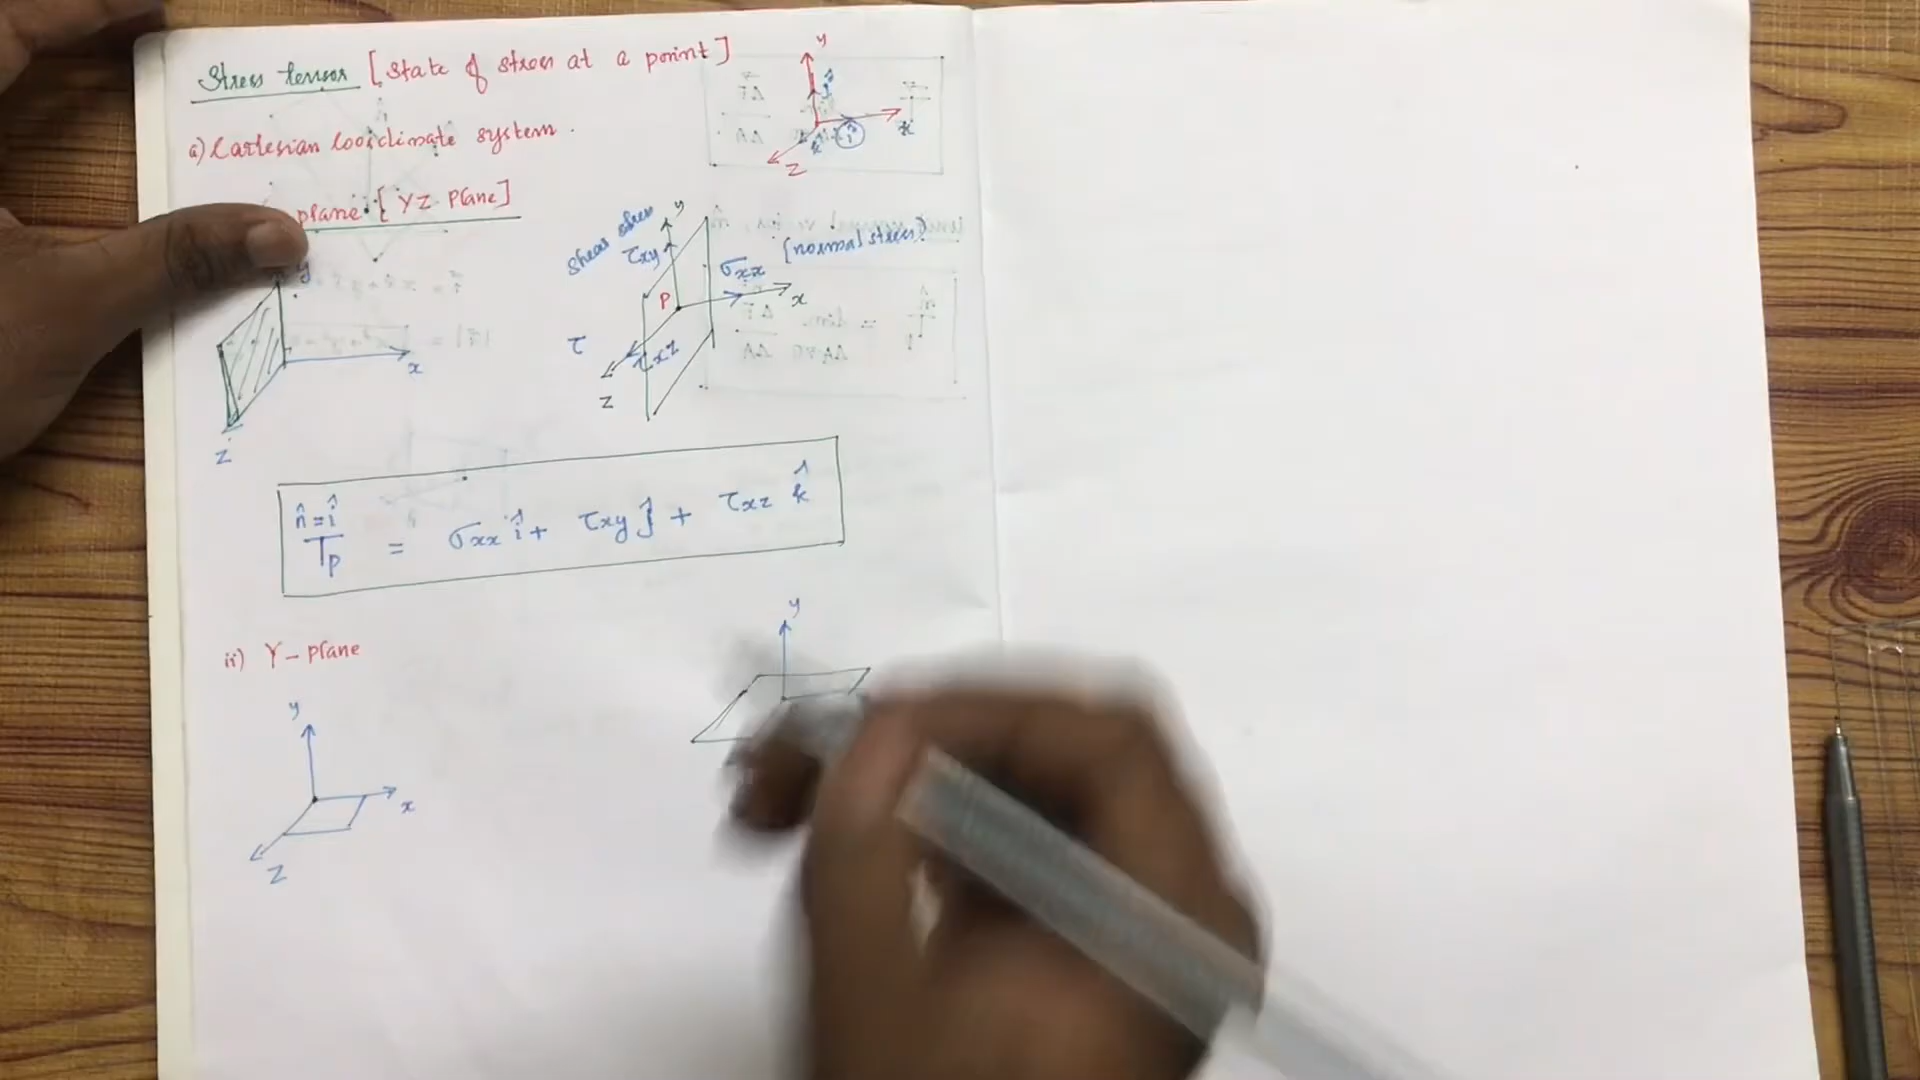 Stress tensor [State of stress at a point]
a) Cartesian Coordinate system.
plane [YZ Plane]
y
x
z
î
y
x
Z
shear stress
τxy
P
σxx
[normal stress]
x
τ
τxz
Z
y
n̂ = î
Tp = σxx î + τxy ĵ + τxz k̂
ii) Y-plane
y
x
Z
y